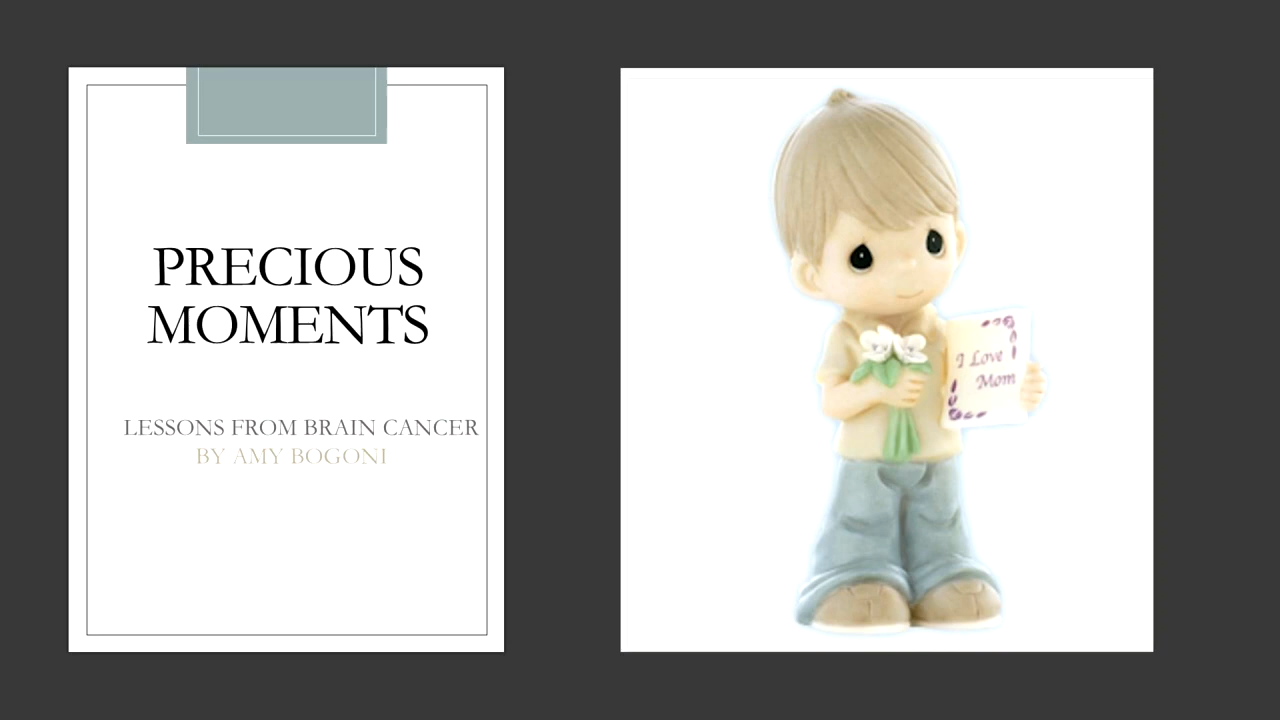 PRECIOUS
MOMENTS
LESSONS FROM BRAIN CANCER
BY AMY BOGONI
I Love
Mom